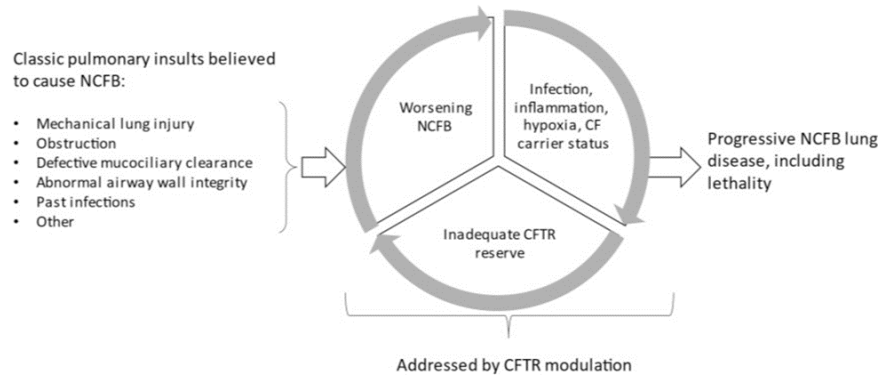 Classic pulmonary insults believed
to cause NCFB:
• Mechanical lung injury
• Obstruction
• Defective mucociliary clearance
• Abnormal airway wall integrity
• Past infections
• Other
Worsening
NCFB
Infection,
inflammation,
hypoxia, CF
carrier status
Inadequate CFTR
reserve
Progressive NCFB lung
disease, including
lethality
Addressed by CFTR modulation